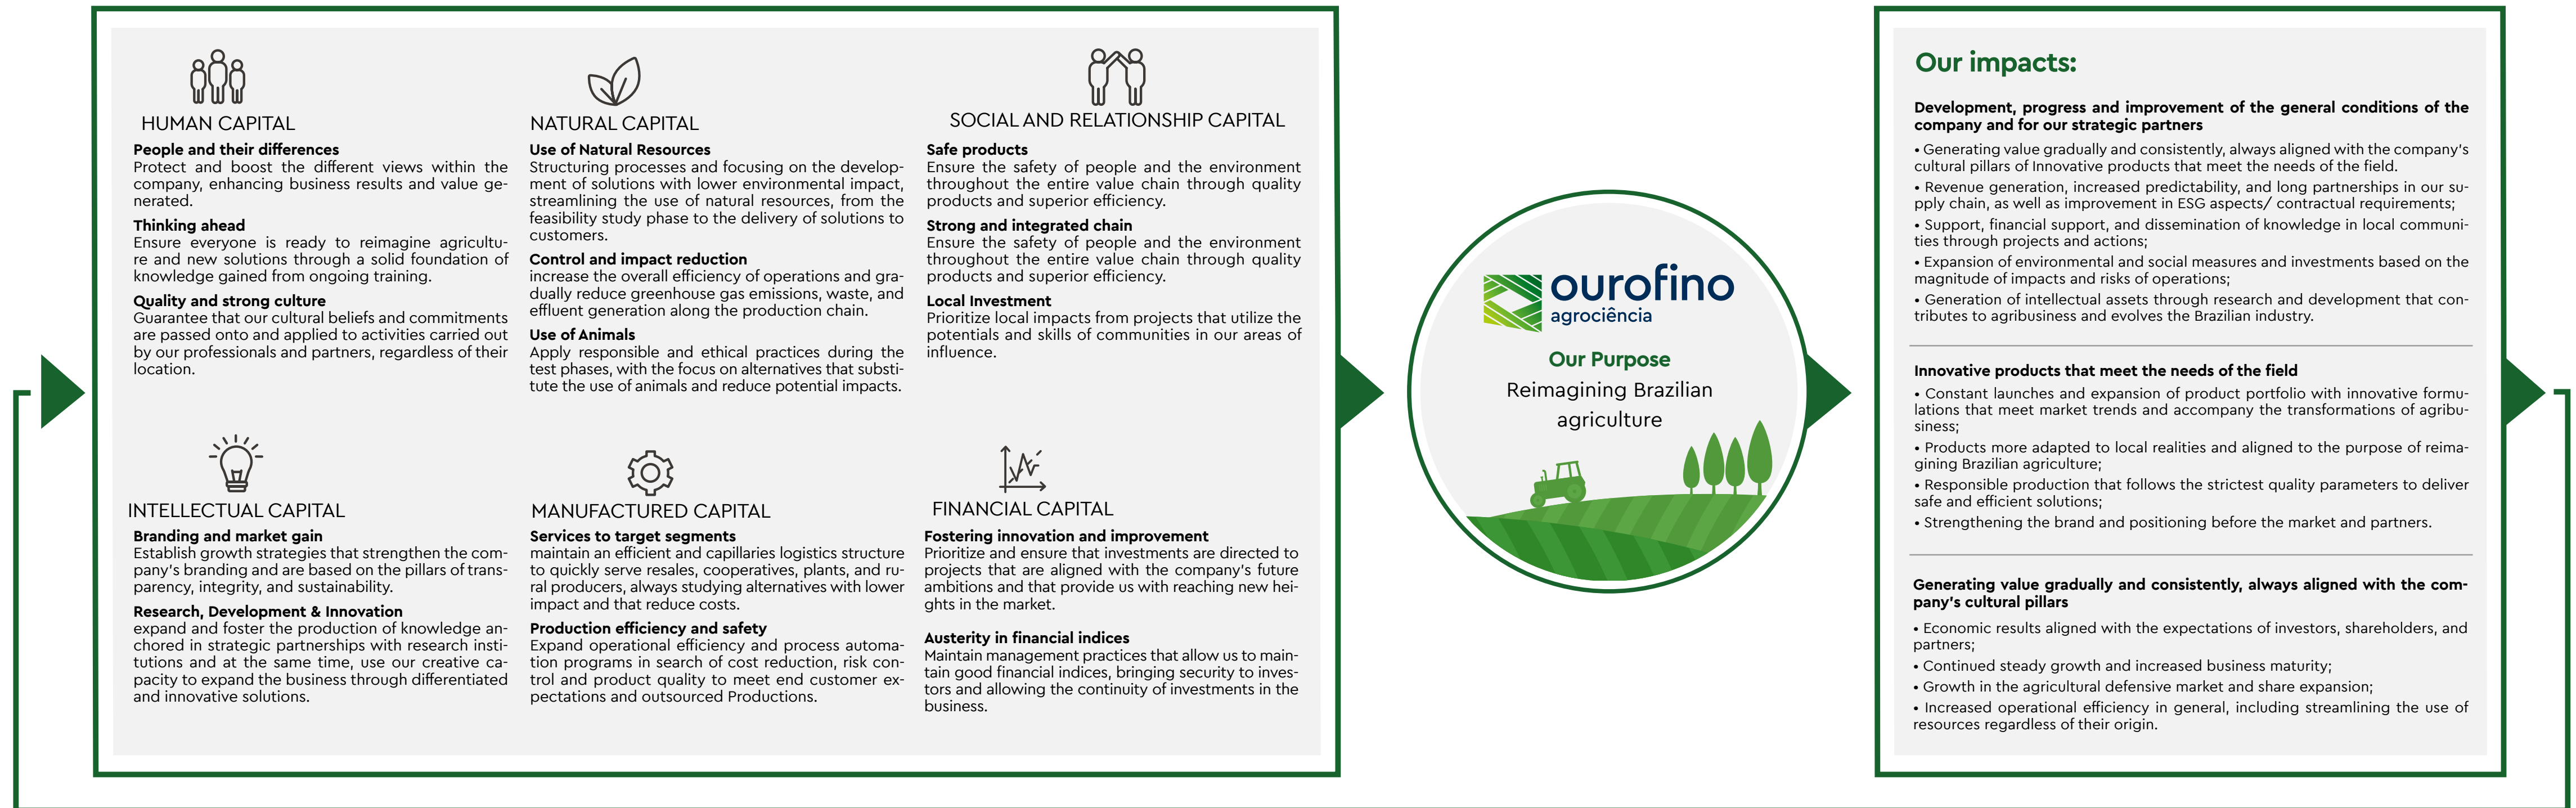 HUMAN CAPITAL
People and their differences
Protect and boost the different views within the
company, enhancing business results and value ge-
nerated.
Thinking ahead
Ensure everyone is ready to reimagine agricultu-
re and new solutions through a solid foundation of
knowledge gained from ongoing training.
Quality and strong culture
Guarantee that our cultural beliefs and commitments
are passed onto and applied to activities carried out
by our professionals and partners, regardless of their
location.
NATURAL CAPITAL
Use of Natural Resources
Structuring processes and focusing on the develop-
ment of solutions with lower environmental impact,
streamlining the use of natural resources, from the
feasibility study phase to the delivery of solutions to
customers.
Control and impact reduction
increase the overall efficiency of operations and gra-
dually reduce greenhouse gas emissions, waste, and
effluent generation along the production chain.
Use of Animals
Apply responsible and ethical practices during the
test phases, with the focus on alternatives that substi-
tute the use of animals and reduce potential impacts.
SOCIAL AND RELATIONSHIP CAPITAL
Safe products
Ensure the safety of people and the environment
throughout the entire value chain through quality
products and superior efficiency.
Strong and integrated chain
Ensure the safety of people and the environment
throughout the entire value chain through quality
products and superior efficiency.
Local Investment
Prioritize local impacts from projects that utilize the
potentials and skills of communities in our areas of
influence.
INTELLECTUAL CAPITAL
Branding and market gain
Establish growth strategies that strengthen the com-
pany's branding and are based on the pillars of trans-
parency, integrity, and sustainability.
Research, Development & Innovation
expand and foster the production of knowledge an-
chored in strategic partnerships with research insti-
tutions and at the same time, use our creative ca-
pacity to expand the business through differentiated
and innovative solutions.
MANUFACTURED CAPITAL
Services to target segments
maintain an efficient and capillaries logistics structure
to quickly serve resales, cooperatives, plants, and ru-
ral producers, always studying alternatives with lower
impact and that reduce costs.
Production efficiency and safety
Expand operational efficiency and process automa-
tion programs in search of cost reduction, risk con-
trol and product quality to meet end customer ex-
pectations and outsourced Productions.
FINANCIAL CAPITAL
Fostering innovation and improvement
Prioritize and ensure that investments are directed to
projects that are aligned with the company's future
ambitions and that provide us with reaching new hei-
ghts in the market.
Austerity in financial indices
Maintain management practices that allow us to main-
tain good financial indices, bringing security to inves-
tors and allowing the continuity of investments in the
business.
ourofino
agrociência
Our Purpose
Reimagining Brazilian
agriculture
Our impacts:
Development, progress and improvement of the general conditions of the
company and for our strategic partners
• Generating value gradually and consistently, always aligned with the company's
cultural pillars of Innovative products that meet the needs of the field.
• Revenue generation, increased predictability, and long partnerships in our su-
pply chain, as well as improvement in ESG aspects/ contractual requirements;
• Support, financial support, and dissemination of knowledge in local communi-
ties through projects and actions;
• Expansion of environmental and social measures and investments based on the
magnitude of impacts and risks of operations;
• Generation of intellectual assets through research and development that con-
tributes to agribusiness and evolves the Brazilian industry.
Innovative products that meet the needs of the field
• Constant launches and expansion of product portfolio with innovative formu-
lations that meet market trends and accompany the transformations of agribu-
siness;
• Products more adapted to local realities and aligned to the purpose of reima-
gining Brazilian agriculture;
• Responsible production that follows the strictest quality parameters to deliver
safe and efficient solutions;
• Strengthening the brand and positioning before the market and partners.
Generating value gradually and consistently, always aligned with the com-
pany's cultural pillars
• Economic results aligned with the expectations of investors, shareholders, and
partners;
• Continued steady growth and increased business maturity;
• Growth in the agricultural defensive market and share expansion;
• Increased operational efficiency in general, including streamlining the use of
resources regardless of their origin.